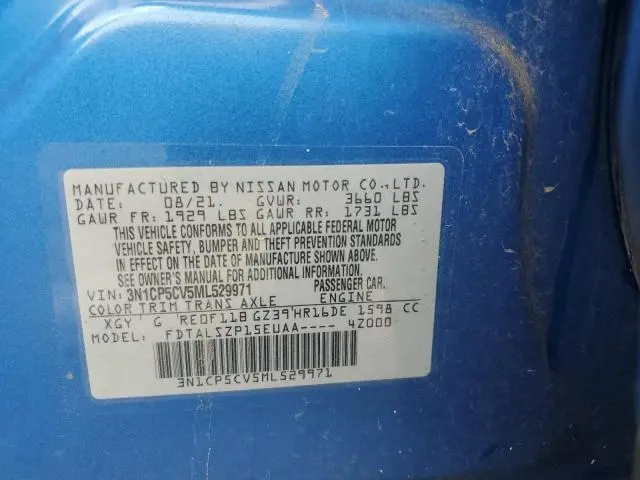 MANUFACTURED BY NISSAN MOTOR CO.,LTD.
DATE: 08/21. GVWR: 3660 LBS
GAWR FR: 1929 LBS GAWR RR: 1731 LBS
THIS VEHICLE CONFORMS TO ALL APPLICABLE FEDERAL MOTOR
VEHICLE SAFETY, BUMPER AND THEFT PREVENTION STANDARDS
IN EFFECT ON THE DATE OF MANUFACTURE SHOWN ABOVE.
SEE OWNER'S MANUAL FOR ADDITIONAL INFORMATION.
VIN: 3N1CP5CV5ML529971 PASSENGER CAR.
COLOR TRIM TRANS AXLE ENGINE
XGY G RE0F11B GZ39 HR16DE 1598 CC
MODEL: FDTALSZP15EUAA---- 4Z000
3N1CP5CV5ML529971